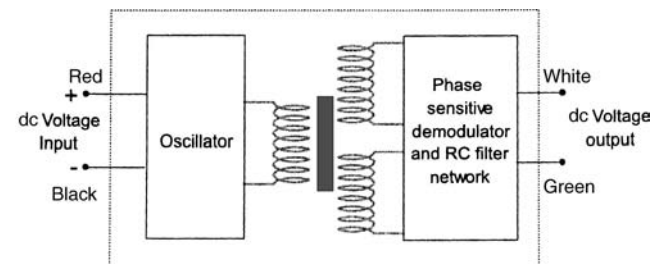 Red
+
dc Voltage
Input
-
Black
Oscillator
Phase
sensitive
demodulator
and RC filter
network
White
dc Voltage
output
Green